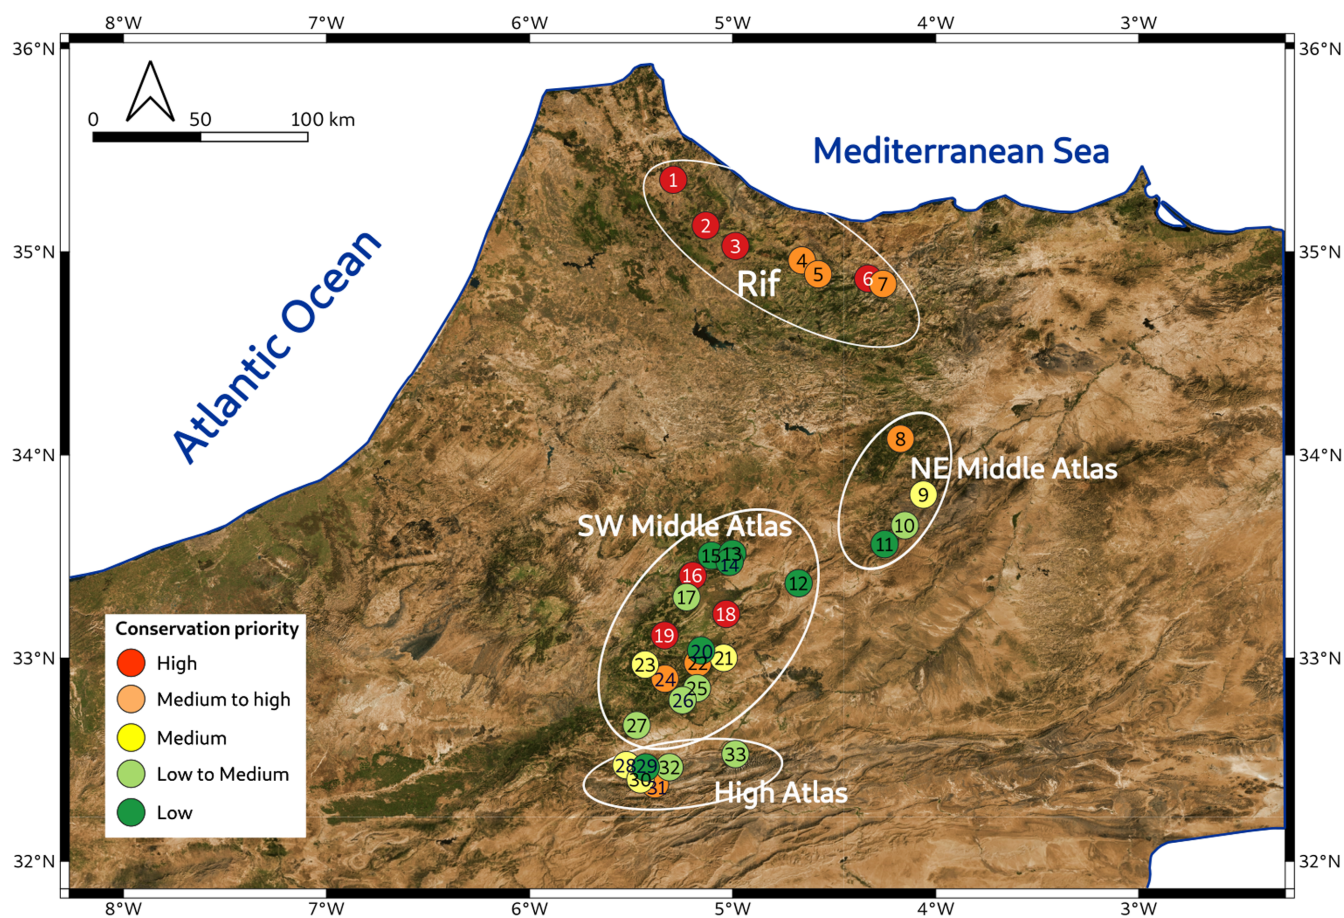 8°W 7°W 6°W 5°W 4°W 3°W
36°N 36°N
0 50 100 km
Mediterranean Sea
1
2
3
35°N 35°N
4
5
6
7
Rif
Atlantic Ocean
8
34°N 34°N
NE Middle Atlas
9
10
11
SW Middle Atlas
15
13
14
12
16
17
18
19
20
21
33°N 33°N
22
23
24
25
26
27
33
28
29
32
30
31
High Atlas
Conservation priority
High
Medium to high
Medium
Low to Medium
Low
32°N 32°N
8°W 7°W 6°W 5°W 4°W 3°W